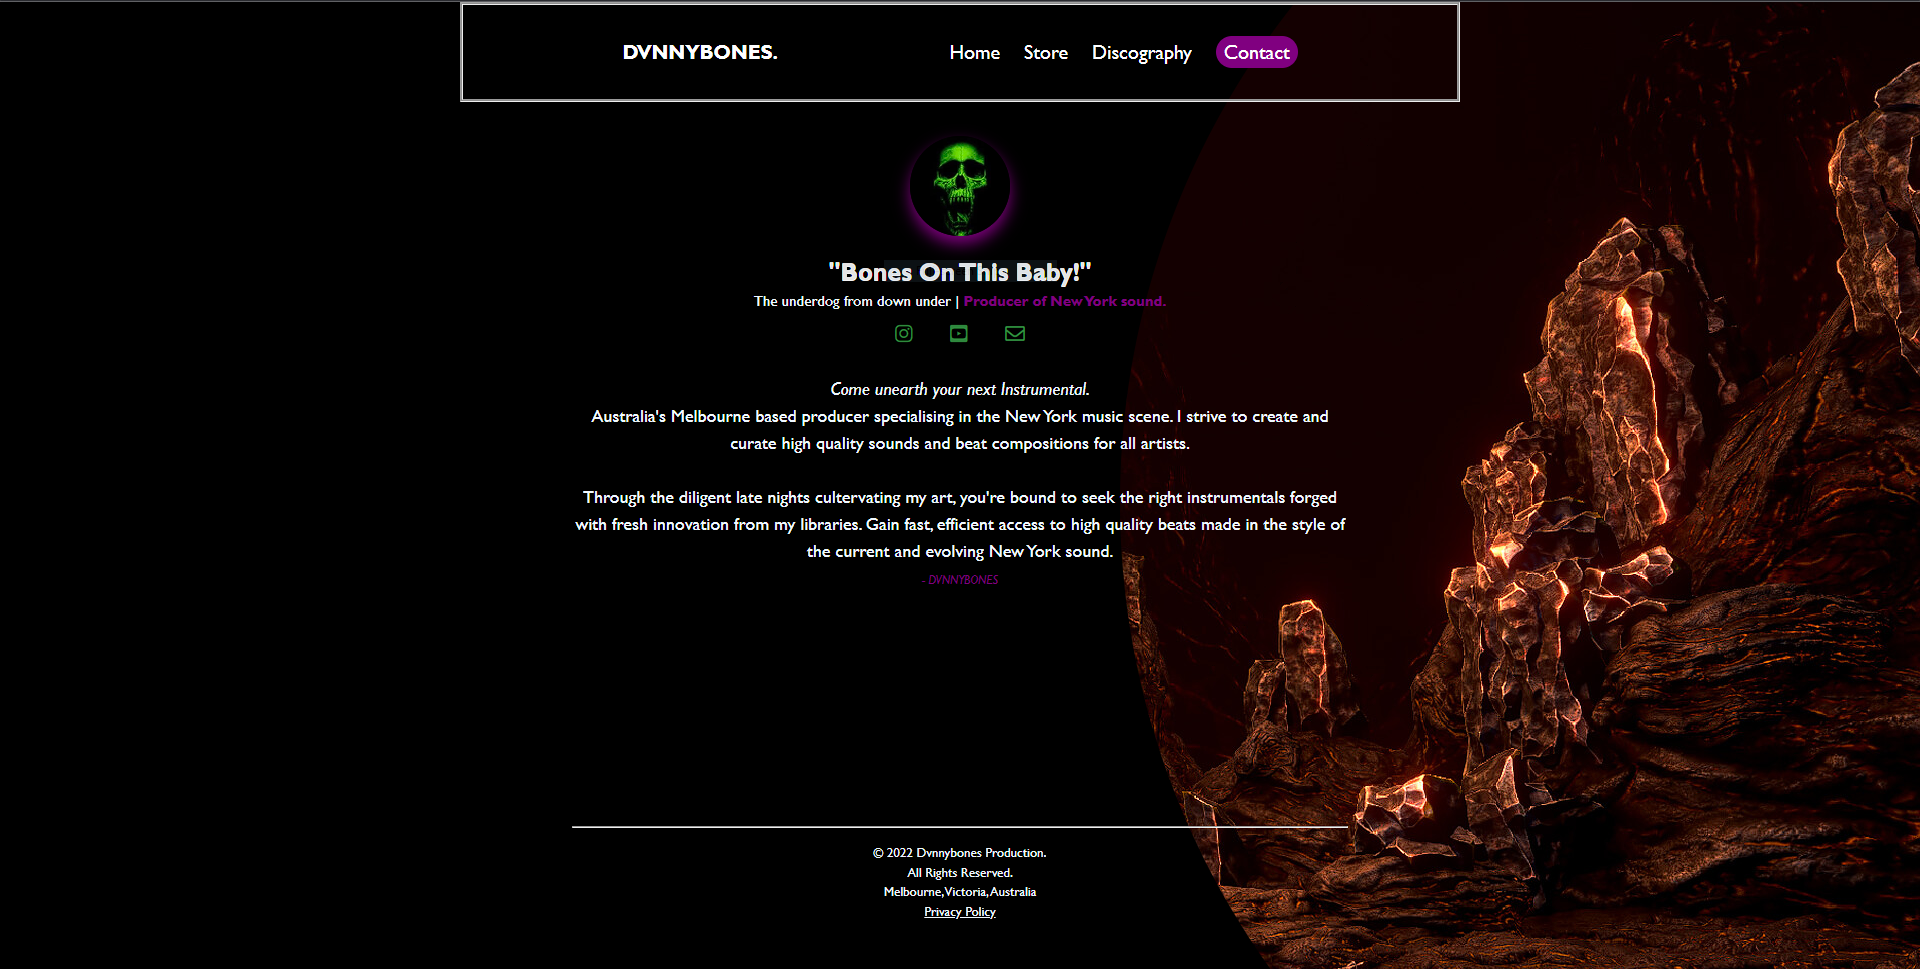 DVNNYBONES.
Home Store Discography Contact
"Bones On This Baby!"
The underdog from down under | Producer of New York sound.
Come unearth your next Instrumental.
Australia's Melbourne based producer specialising in the New York music scene. I strive to create and
curate high quality sounds and beat compositions for all artists.
Through the diligent late nights cultervating my art, you're bound to seek the right instrumentals forged
with fresh innovation from my libraries. Gain fast, efficient access to high quality beats made in the style of
the current and evolving New York sound.
- DVNNYBONES
© 2022 Dvnnybones Production.
All Rights Reserved.
Melbourne, Victoria, Australia
Privacy Policy